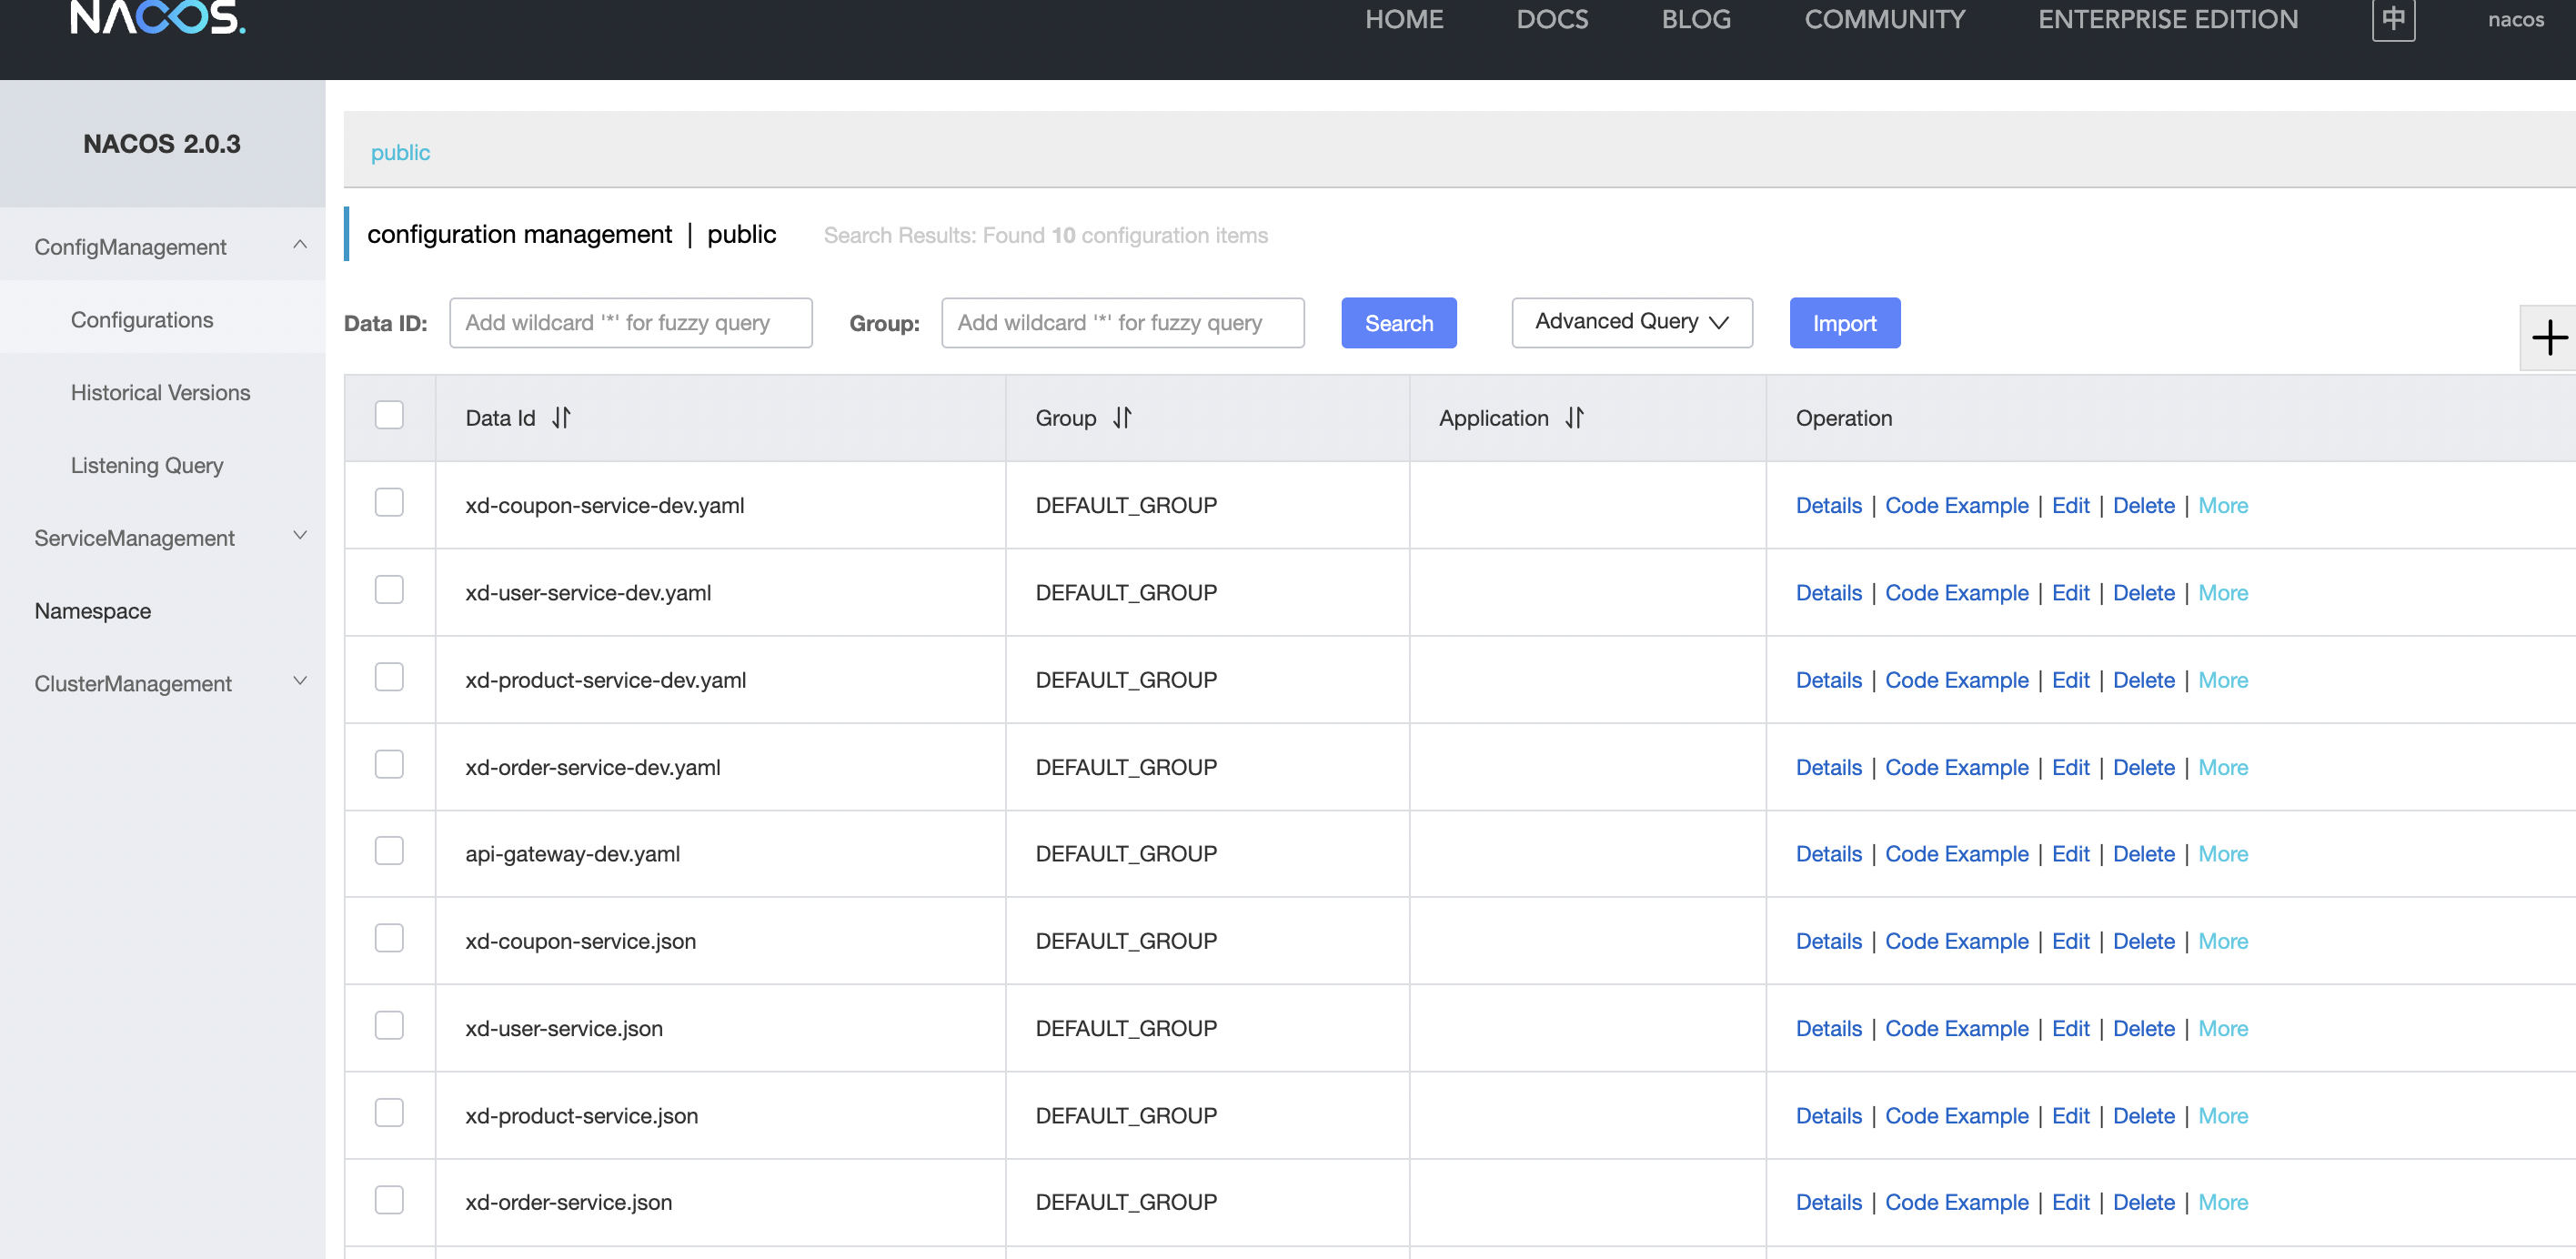 NACOS.
HOME DOCS BLOG COMMUNITY ENTERPRISE EDITION 中 nacos
NACOS 2.0.3
public
ConfigManagement
Configurations
Historical Versions
Listening Query
ServiceManagement
Namespace
ClusterManagement
configuration management | public Search Results: Found 10 configuration items
Data ID: Add wildcard '*' for fuzzy query Group: Add wildcard '*' for fuzzy query Search Advanced Query Import
Data Id Group Application Operation
xd-coupon-service-dev.yaml DEFAULT_GROUP Details | Code Example | Edit | Delete | More
xd-user-service-dev.yaml DEFAULT_GROUP Details | Code Example | Edit | Delete | More
xd-product-service-dev.yaml DEFAULT_GROUP Details | Code Example | Edit | Delete | More
xd-order-service-dev.yaml DEFAULT_GROUP Details | Code Example | Edit | Delete | More
api-gateway-dev.yaml DEFAULT_GROUP Details | Code Example | Edit | Delete | More
xd-coupon-service.json DEFAULT_GROUP Details | Code Example | Edit | Delete | More
xd-user-service.json DEFAULT_GROUP Details | Code Example | Edit | Delete | More
xd-product-service.json DEFAULT_GROUP Details | Code Example | Edit | Delete | More
xd-order-service.json DEFAULT_GROUP Details | Code Example | Edit | Delete | More